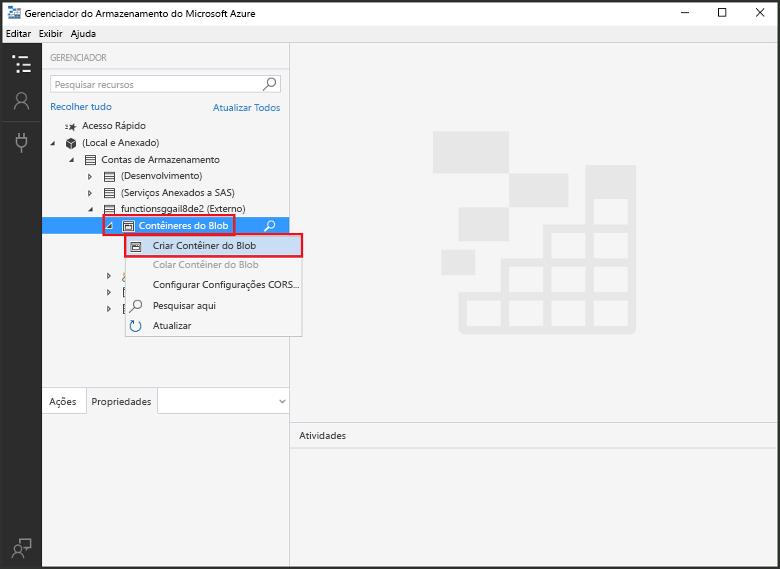 Gerenciador do Armazenamento do Microsoft Azure
Editar Exibir Ajuda
GERENCIADOR
Pesquisar recursos
Recolher tudo Atualizar Todos
Acesso Rápido
(Local e Anexado)
Contas de Armazenamento
(Desenvolvimento)
(Serviços Anexados a SAS)
functionsggail8de2 (Externo)
Contêineres do Blob
Criar Contêiner do Blob
Colar Contêiner do Blob
Configurar Configurações CORS...
Pesquisar aqui
Atualizar
Ações Propriedades
Atividades